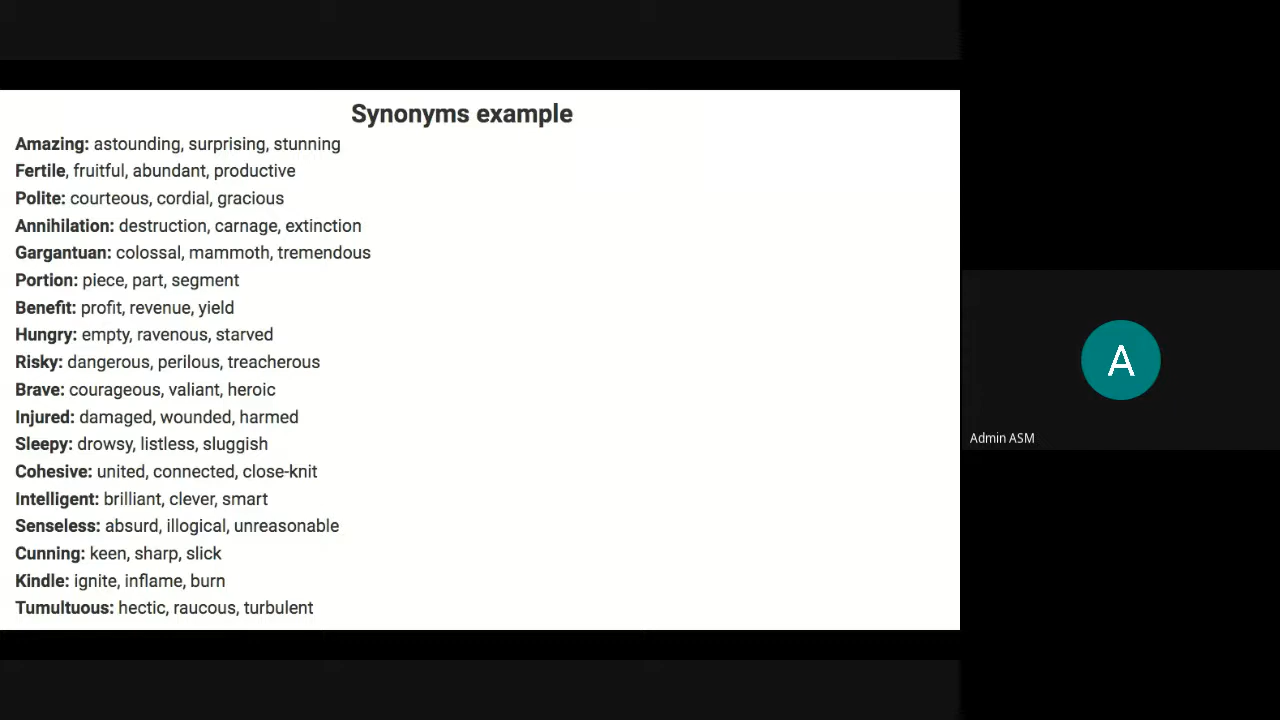 Synonyms example
Amazing: astounding, surprising, stunning
Fertile, fruitful, abundant, productive
Polite: courteous, cordial, gracious
Annihilation: destruction, carnage, extinction
Gargantuan: colossal, mammoth, tremendous
Portion: piece, part, segment
Benefit: profit, revenue, yield
Hungry: empty, ravenous, starved
Risky: dangerous, perilous, treacherous
Brave: courageous, valiant, heroic
Injured: damaged, wounded, harmed
Sleepy: drowsy, listless, sluggish
Cohesive: united, connected, close-knit
Intelligent: brilliant, clever, smart
Senseless: absurd, illogical, unreasonable
Cunning: keen, sharp, slick
Kindle: ignite, inflame, burn
Tumultuous: hectic, raucous, turbulent
A
Admin ASM